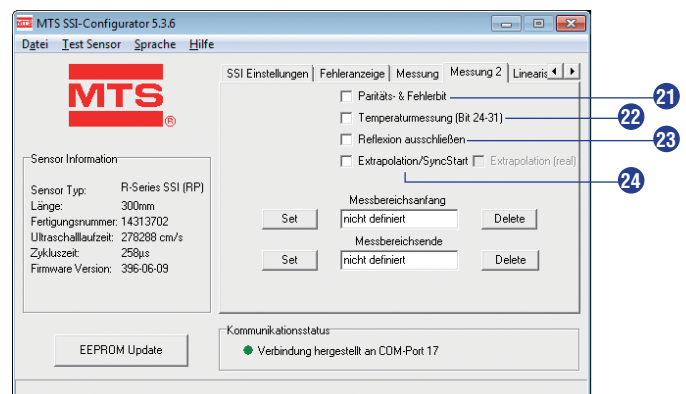 MTS SSI-Configurator 5.3.6
Datei Test Sensor Sprache Hilfe
MTS
®
SSI Einstellungen Fehleranzeige Messung Messung 2 Linearis
Paritäts- & Fehlerbit 21
Temperaturmessung (Bit 24-31) 22
Reflexion ausschließen 23
Extrapolation/SyncStart Extrapolation (real)
24
Sensor Information
Sensor Typ: R-Series SSI (RP)
Länge: 300mm
Fertigungsnummer: 14313702
Ultraschalllaufzeit: 278288 cm/s
Zykluszeit: 258µs
Firmware Version: 396-06-09
Messbereichsanfang
Set nicht definiert Delete
Messbereichsende
Set nicht definiert Delete
EEPROM Update
Kommunikationsstatus
Verbindung hergestellt an COM-Port 17